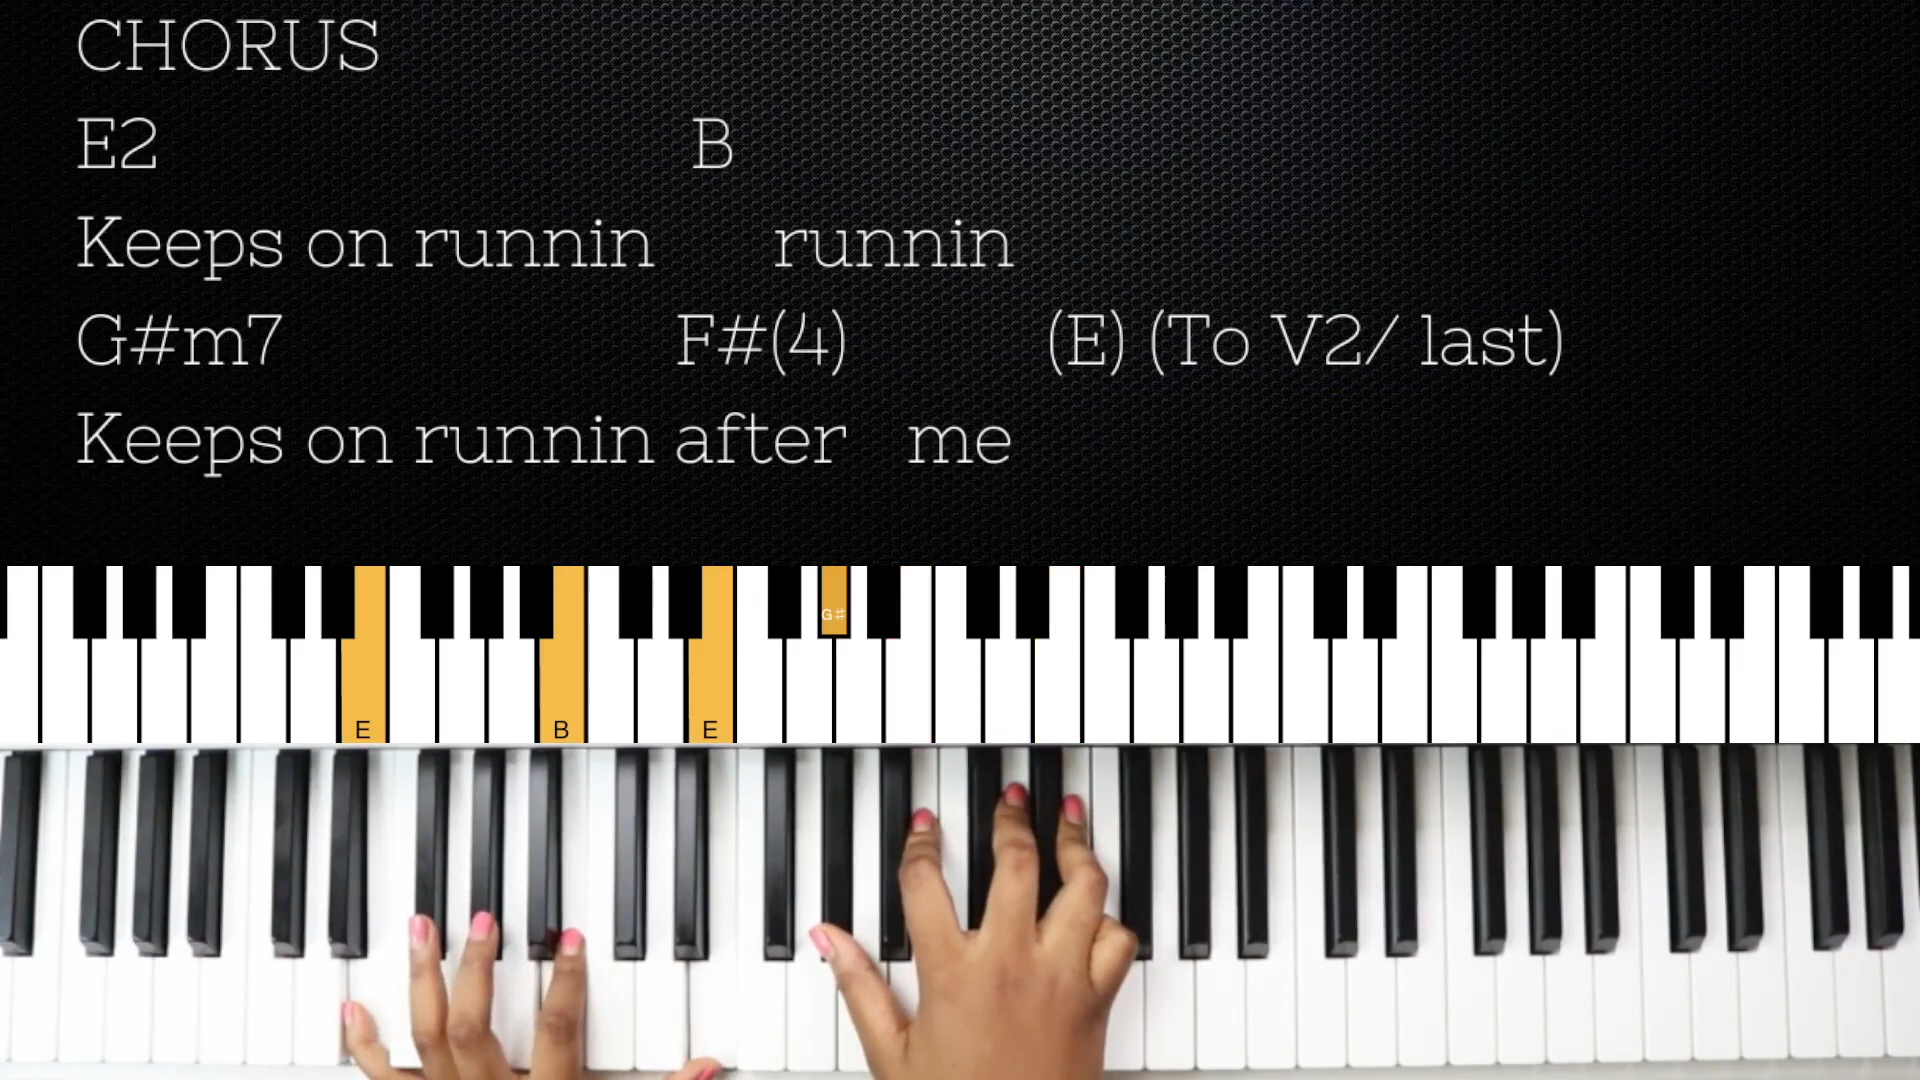 CHORUS
E2 B
Keeps on runnin runnin
G#m7 F#(4) (E) (To V2/ last)
Keeps on runnin after me
G#
E B E